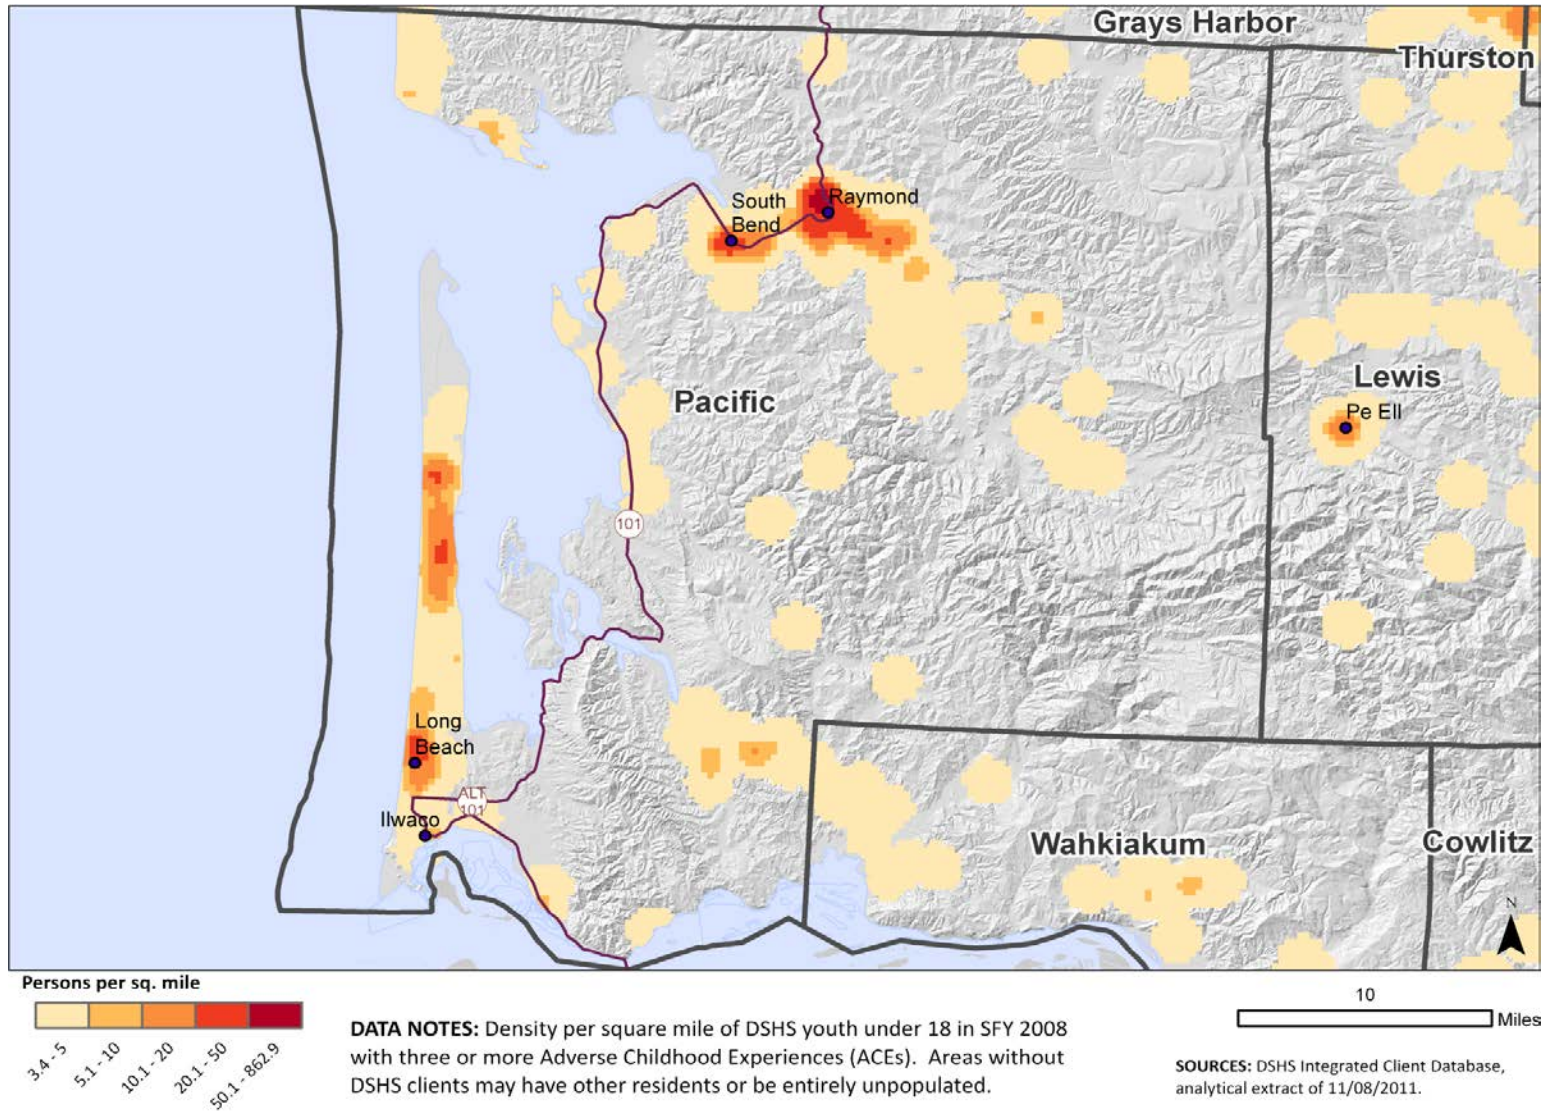 Grays Harbor
Thurston
South
Bend
Raymond
Pacific
Lewis
Pe Ell
101
Long
Beach
ALT
101
Ilwaco
Wahkiakum
Cowlitz
N
Persons per sq. mile
3.4 - 5
5.1 - 10
10.1 - 20
20.1 - 50
50.1 - 862.9
DATA NOTES: Density per square mile of DSHS youth under 18 in SFY 2008
with three or more Adverse Childhood Experiences (ACEs). Areas without
DSHS clients may have other residents or be entirely unpopulated.
10
Miles
SOURCES: DSHS Integrated Client Database,
analytical extract of 11/08/2011.